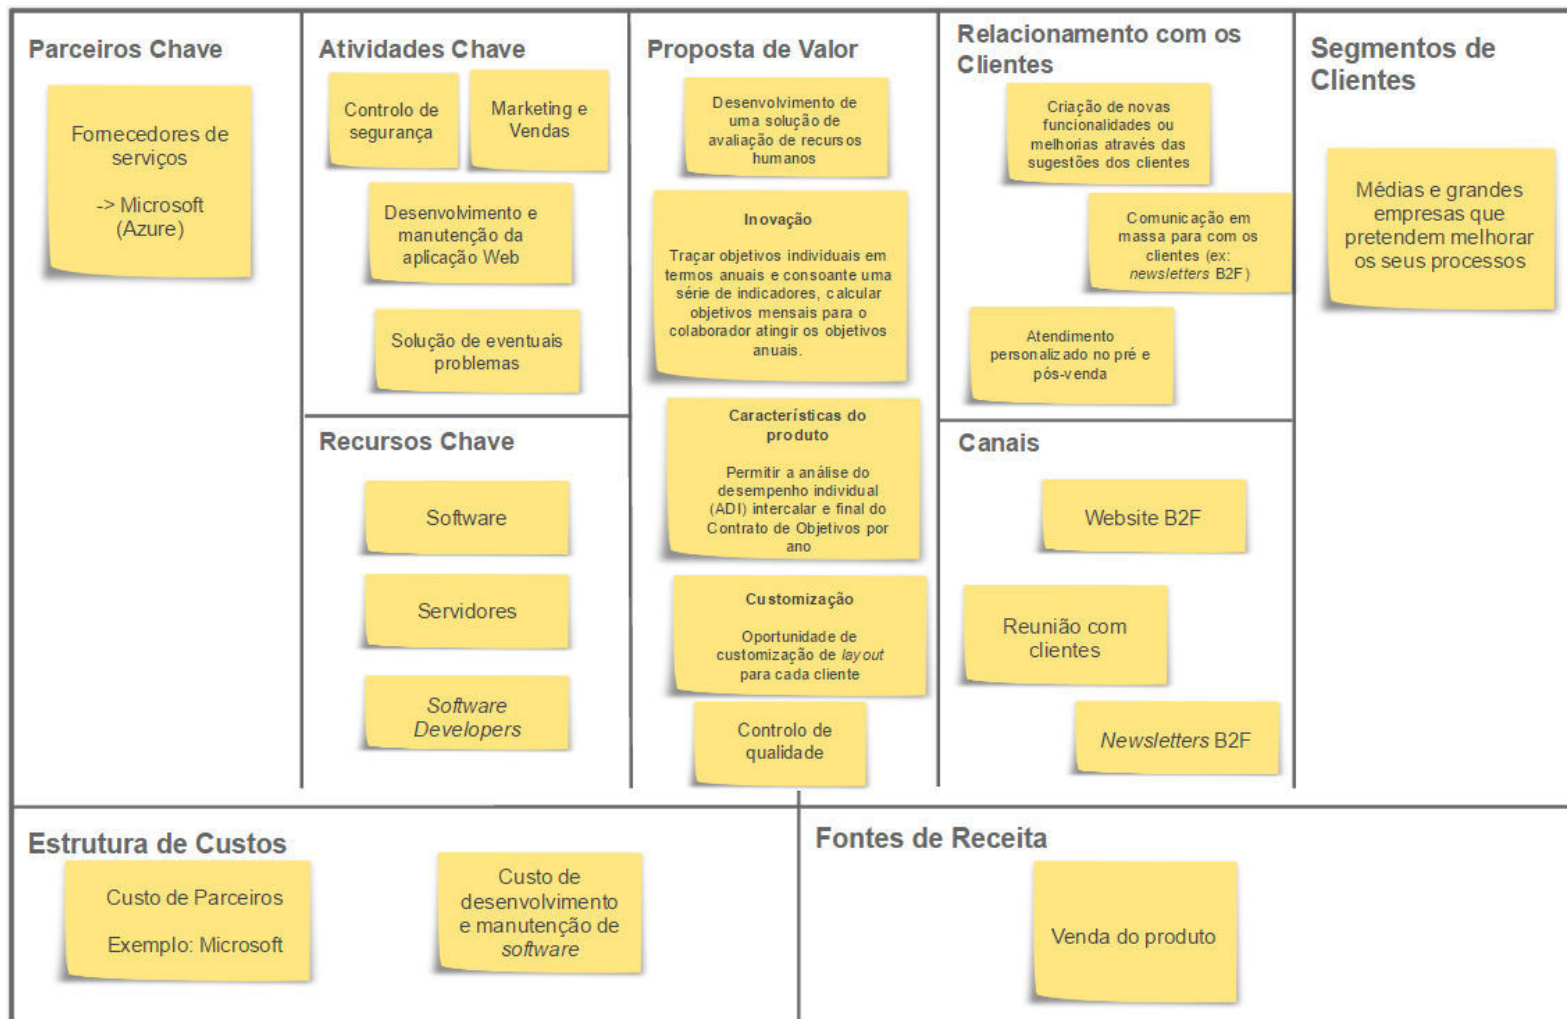 Parceiros Chave
Fornecedores de
serviços
-> Microsoft
(Azure)
Atividades Chave
Controlo de
segurança
Marketing e
Vendas
Desenvolvimento e
manutenção da
aplicação Web
Solução de eventuais
problemas
Recursos Chave
Software
Servidores
Software
Developers
Proposta de Valor
Desenvolvimento de
uma solução de
avaliação de recursos
humanos
Inovação
Traçar objetivos individuais em
termos anuais e consoante uma
série de indicadores, calcular
objetivos mensais para o
colaborador atingir os objetivos
anuais.
Características do
produto
Permitir a análise do
desempenho individual
(ADI) intercalar e final do
Contrato de Objetivos por
ano
Customização
Oportunidade de
customização de layout
para cada cliente
Controlo de
qualidade
Relacionamento com os
Clientes
Criação de novas
funcionalidades ou
melhorias através das
sugestões dos clientes
Comunicação em
massa para com os
clientes (ex:
newsletters B2F)
Atendimento
personalizado no pré e
pós-venda
Canais
Website B2F
Reunião com
clientes
Newsletters B2F
Segmentos de
Clientes
Médias e grandes
empresas que
pretendem melhorar
os seus processos
Estrutura de Custos
Custo de Parceiros
Exemplo: Microsoft
Custo de
desenvolvimento
e manutenção de
software
Fontes de Receita
Venda do produto